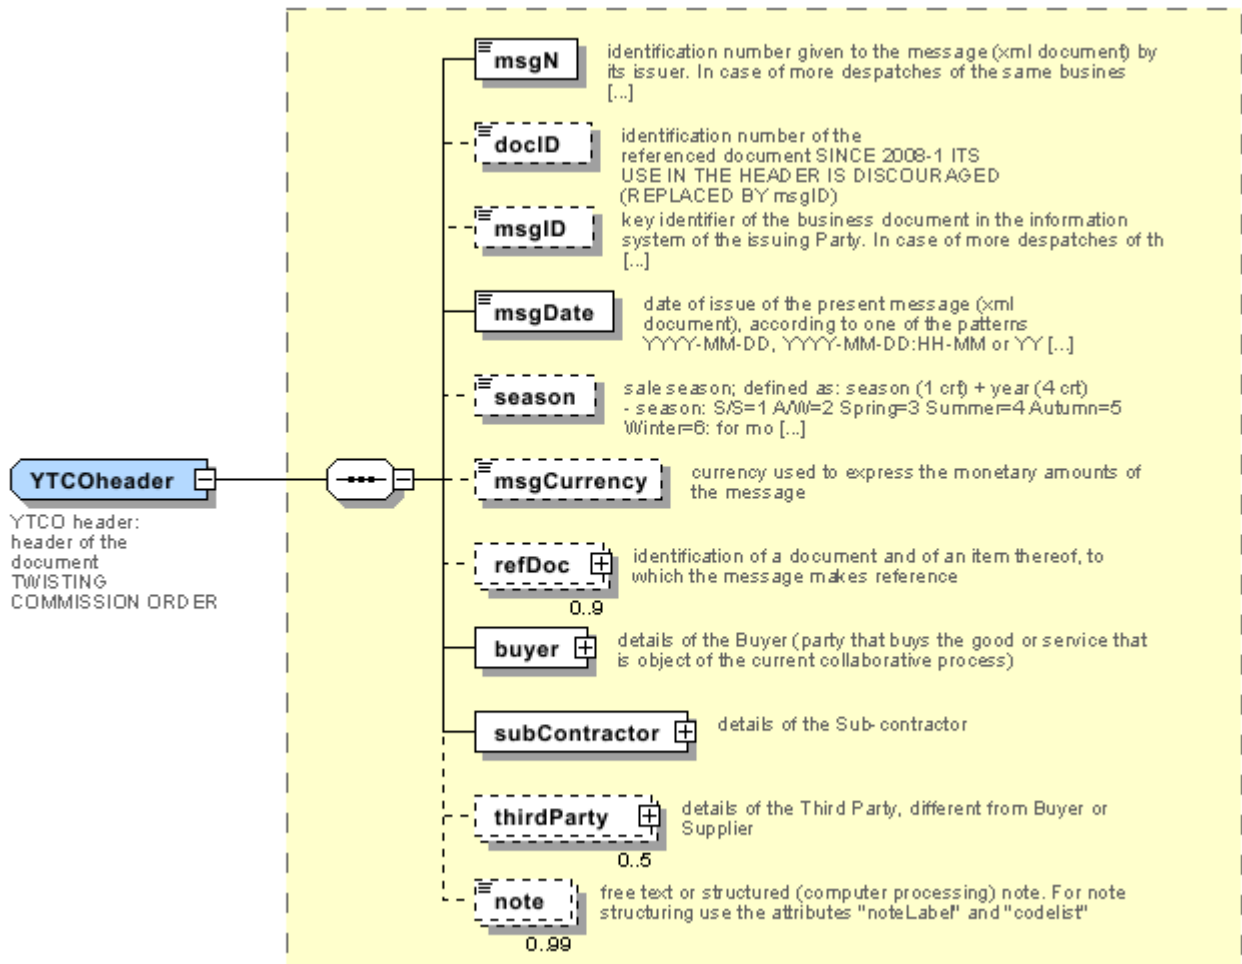 msgN
identification number given to the message (xml document) by
its issuer. In case of more despatches of the same busines
[...]
docID
identification number of the
referenced document SINCE 2008-1 ITS
USE IN THE HEADER IS DISCOURAGED
(REPLACED BY msgID)
msgID
key identifier of the business document in the information
system of the issuing Party. In case of more despatches of th
[...]
msgDate
date of issue of the present message (xml
document), according to one of the patterns
YYYY-MM-DD, YYYY-MM-DD:HH-MM or YY [...]
season
sale season; defined as: season (1 crt) + year (4 crt)
- season: S/S=1 A/W=2 Spring=3 Summer=4 Autumn=5
Winter=6: for mo [...]
YTCOheader
YTCO header:
header of the
document
TWISTING
COMMISSION ORDER
msgCurrency
currency used to express the monetary amounts of
the message
refDoc
0..9
identification of a document and of an item thereof, to
which the message makes reference
buyer
details of the Buyer (party that buys the good or service that
is object of the current collaborative process)
subContractor
details of the Sub-contractor
thirdParty
0..5
details of the Third Party, different from Buyer or
Supplier
note
0..99
free text or structured (computer processing) note. For note
structuring use the attributes "noteLabel" and "codelist"